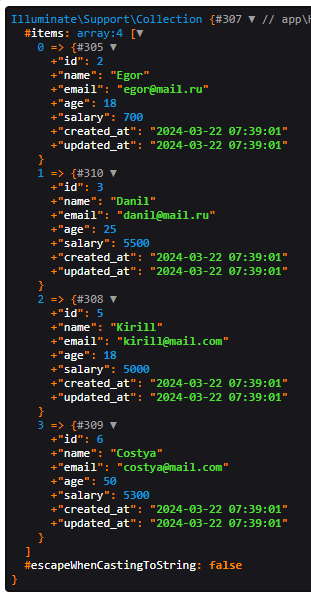 Illuminate\Support\Collection {#307 ▼ // app\H
#items: array:4 [▼
0 => {#305 ▼
+"id": 2
+"name": "Egor"
+"email": "egor@mail.ru"
+"age": 18
+"salary": 700
+"created_at": "2024-03-22 07:39:01"
+"updated_at": "2024-03-22 07:39:01"
}
1 => {#310 ▼
+"id": 3
+"name": "Danil"
+"email": "danil@mail.ru"
+"age": 25
+"salary": 5500
+"created_at": "2024-03-22 07:39:01"
+"updated_at": "2024-03-22 07:39:01"
}
2 => {#308 ▼
+"id": 5
+"name": "Kirill"
+"email": "kirill@mail.com"
+"age": 18
+"salary": 5000
+"created_at": "2024-03-22 07:39:01"
+"updated_at": "2024-03-22 07:39:01"
}
3 => {#309 ▼
+"id": 6
+"name": "Costya"
+"email": "costya@mail.com"
+"age": 50
+"salary": 5300
+"created_at": "2024-03-22 07:39:01"
+"updated_at": "2024-03-22 07:39:01"
}
]
#escapeWhenCastingToString: false
}